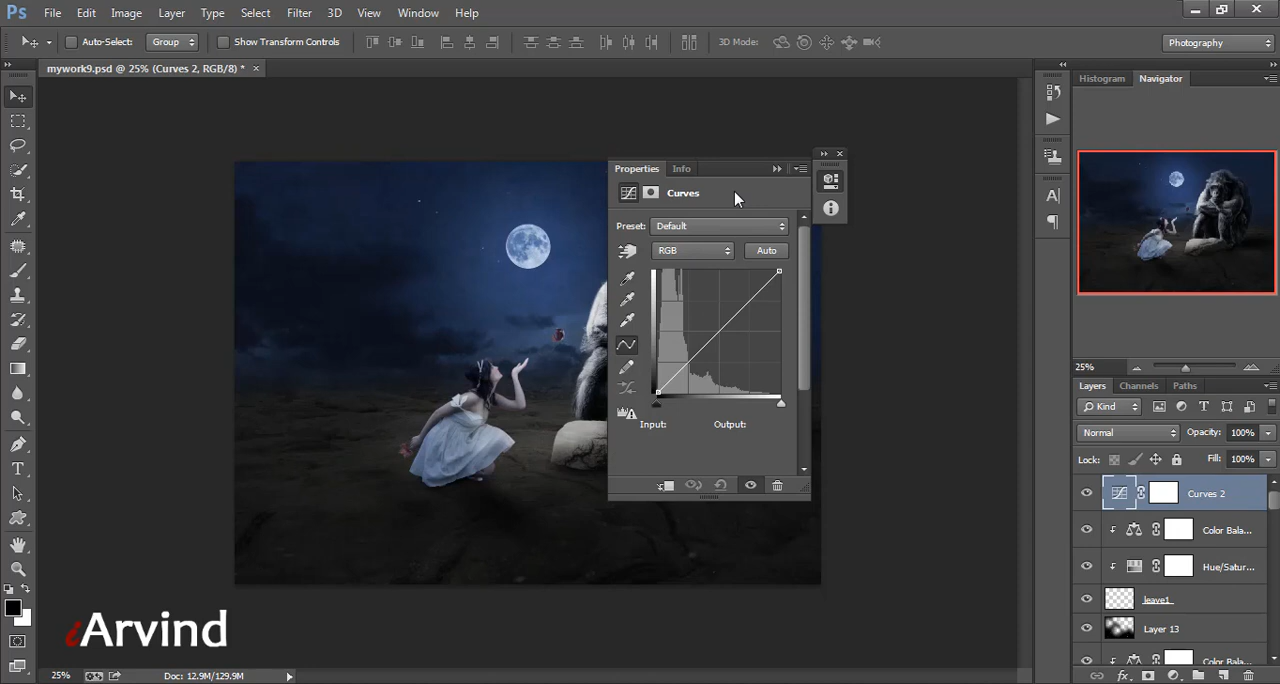 Ps File Edit Image Layer Type Select Filter 3D View Window Help
Auto-Select: Group Show Transform Controls 3D Mode: Photography
mywork9.psd @ 25% (Curves 2, RGB/8) *
Histogram Navigator
Properties Info
Curves
Preset: Default
RGB Auto
Input: Output:
25%
Layers Channels Paths
Kind
Normal Opacity: 100%
Lock: Fill: 100%
Curves 2
Color Bala...
Hue/Satur...
leave1
Layer 13
Color Bala...
iArvind
25% Doc: 12.9M/129.9M